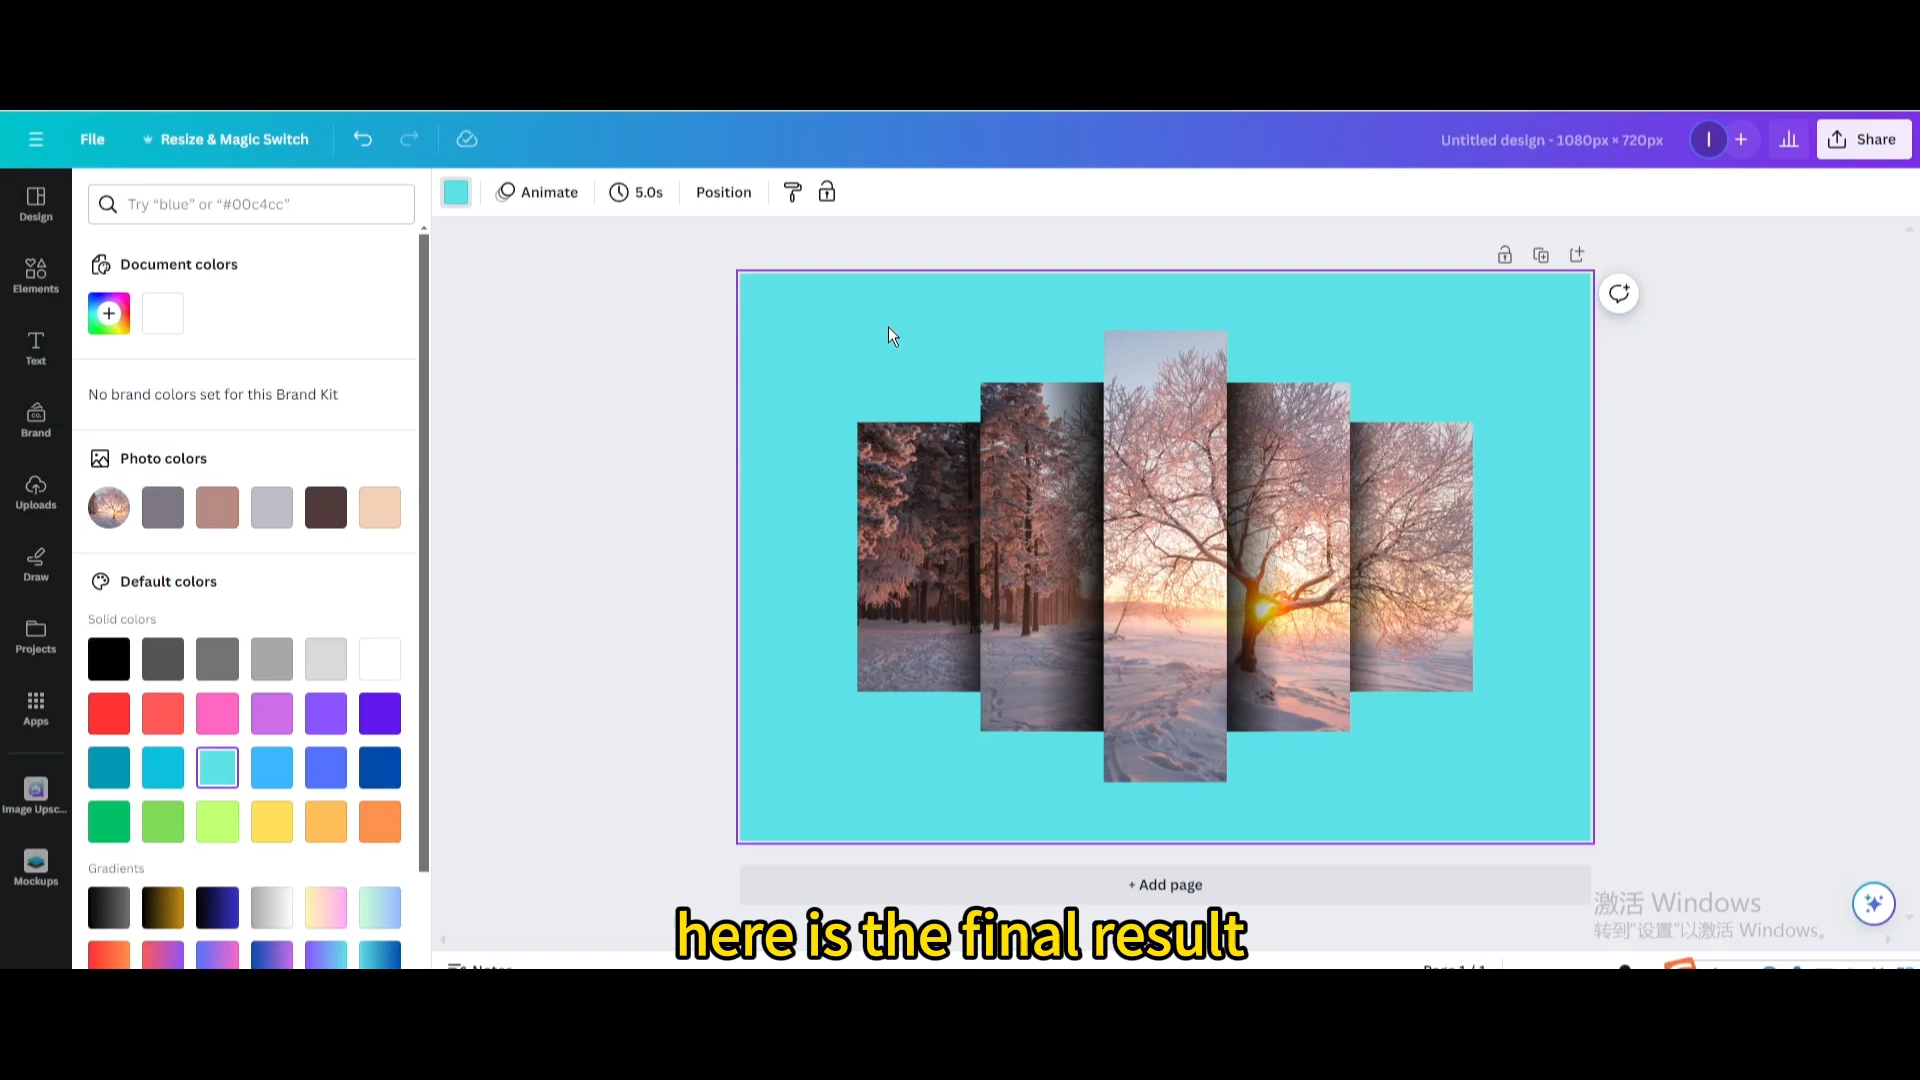 File
Resize & Magic Switch
Untitled design - 1080px × 720px
I
+
Share
Design
Elements
Text
Brand
Uploads
Draw
Projects
Apps
Image Upsc...
Mockups
Try “blue” or “#00c4cc”
Document colors
No brand colors set for this Brand Kit
Photo colors
Default colors
Solid colors
Gradients
Animate
5.0s
Position
+ Add page
激活 Windows
转到“设置”以激活 Windows。
here is the final result